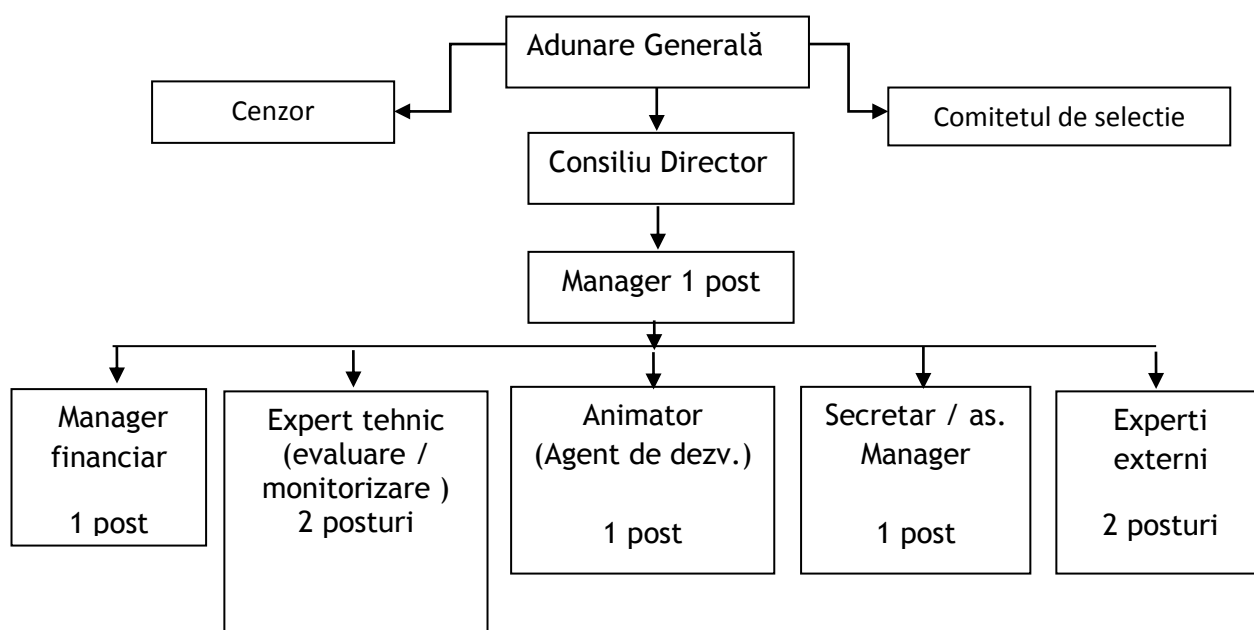 Adunare Generală
Cenzor
Comitetul de selectie
Consiliu Director
Manager 1 post
Manager
financiar
1 post
Expert tehnic
(evaluare /
monitorizare )
2 posturi
Animator
(Agent de dezv.)
1 post
Secretar / as.
Manager
1 post
Experti
externi
2 posturi